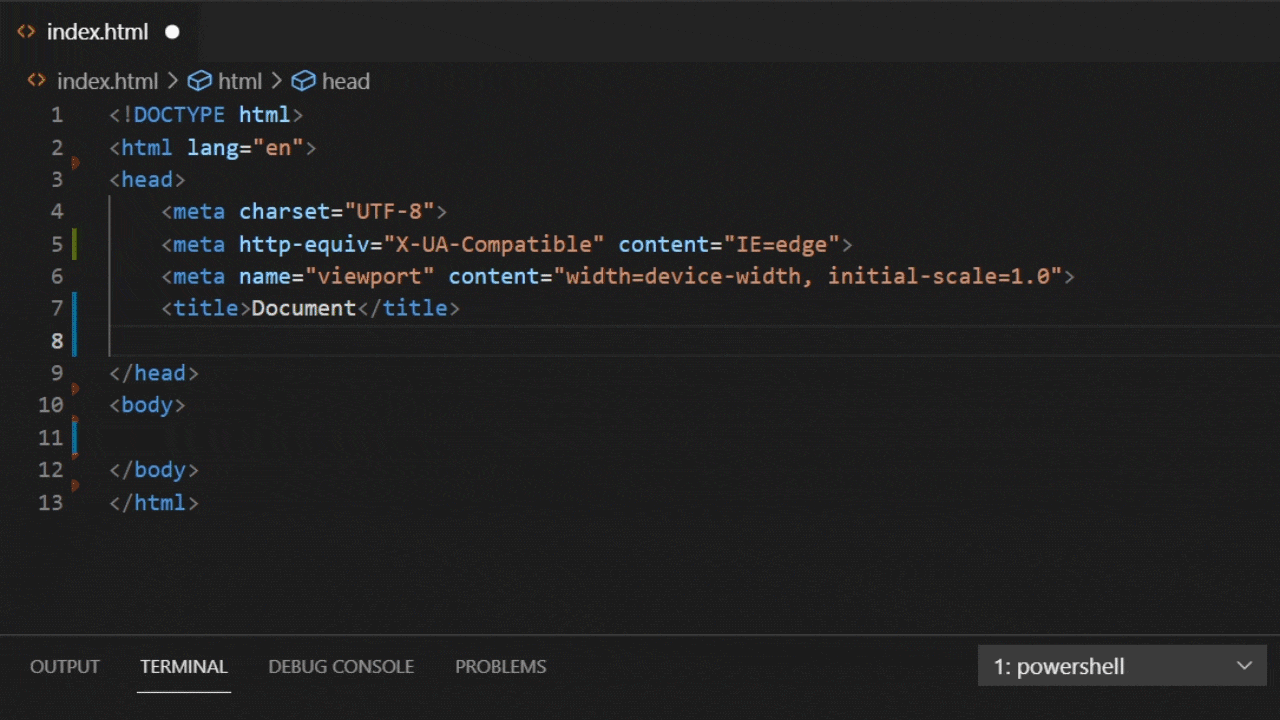 index.html
index.html > html > head
1 <!DOCTYPE html>
2 <html lang="en">
3 <head>
4     <meta charset="UTF-8">
5     <meta http-equiv="X-UA-Compatible" content="IE=edge">
6     <meta name="viewport" content="width=device-width, initial-scale=1.0">
7     <title>Document</title>
8
9 </head>
10 <body>
11
12 </body>
13 </html>
OUTPUT TERMINAL DEBUG CONSOLE PROBLEMS 1: powershell